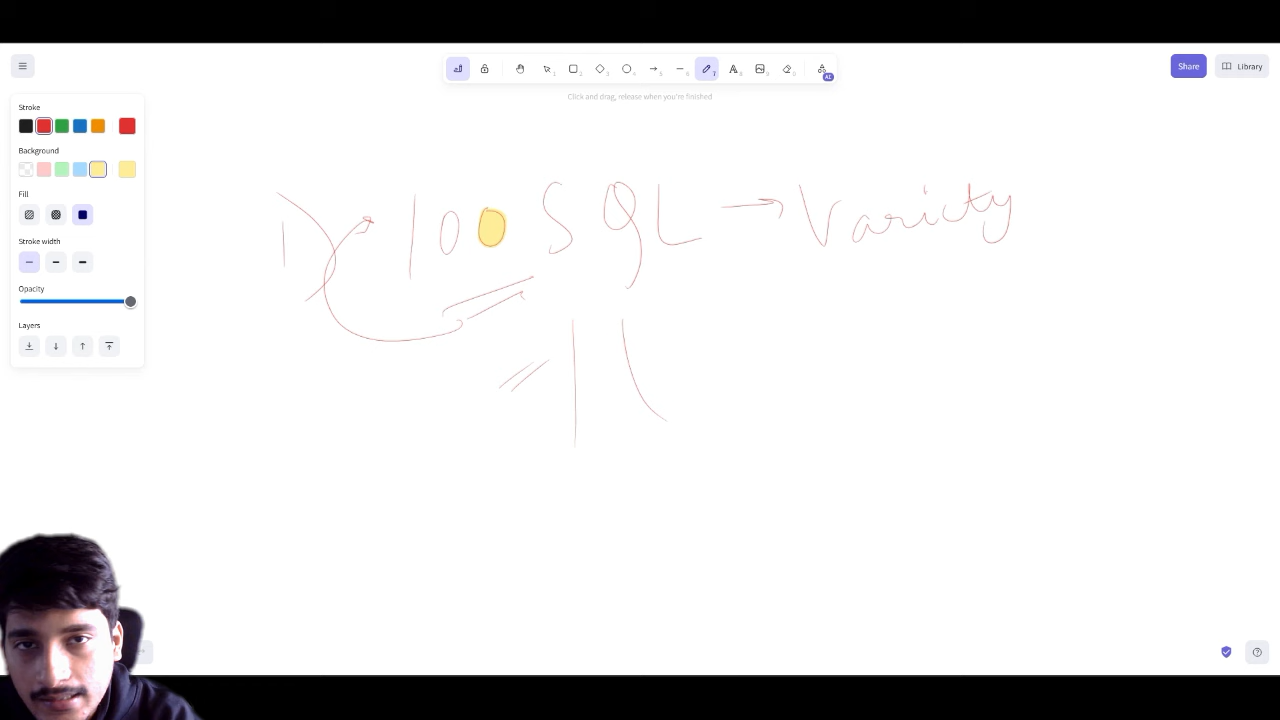 Share
Library
Click and drag, release when you're finished
Stroke
Background
Fill
Stroke width
Opacity
Layers
1) 100 SQL → Variety